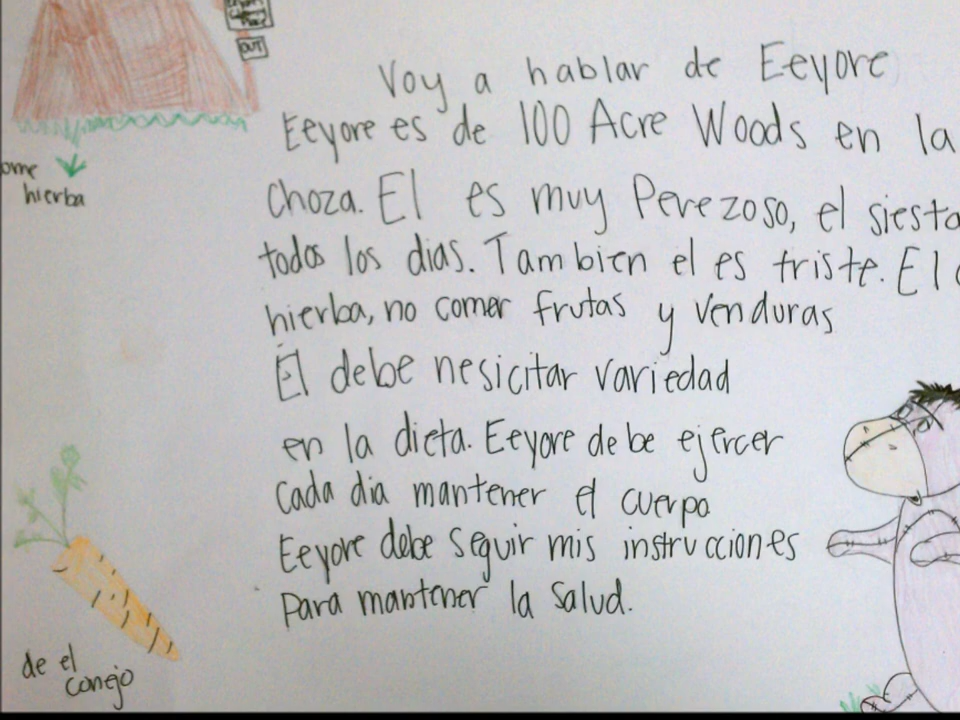 OUT
Voy a hablar de Eeyore
Eeyore es de 100 Acre Woods en la
choza. El es muy Perezoso, el siesta
todos los dias. Tambien el es triste. El
hierba, no comer frutas y venduras
El debe nesicitar variedad
en la dieta. Eeyore debe ejercer
cada dia mantener el cuerpo
Eeyore debe seguir mis instrucciones
para mantener la salud.
ome
hierba
de el
conejo